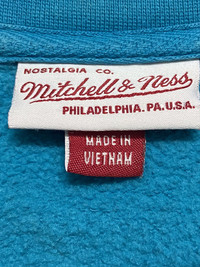 NOSTALGIA CO.
Mitchell & Ness
PHILADELPHIA. PA. U.S.A.
MADE IN
VIETNAM